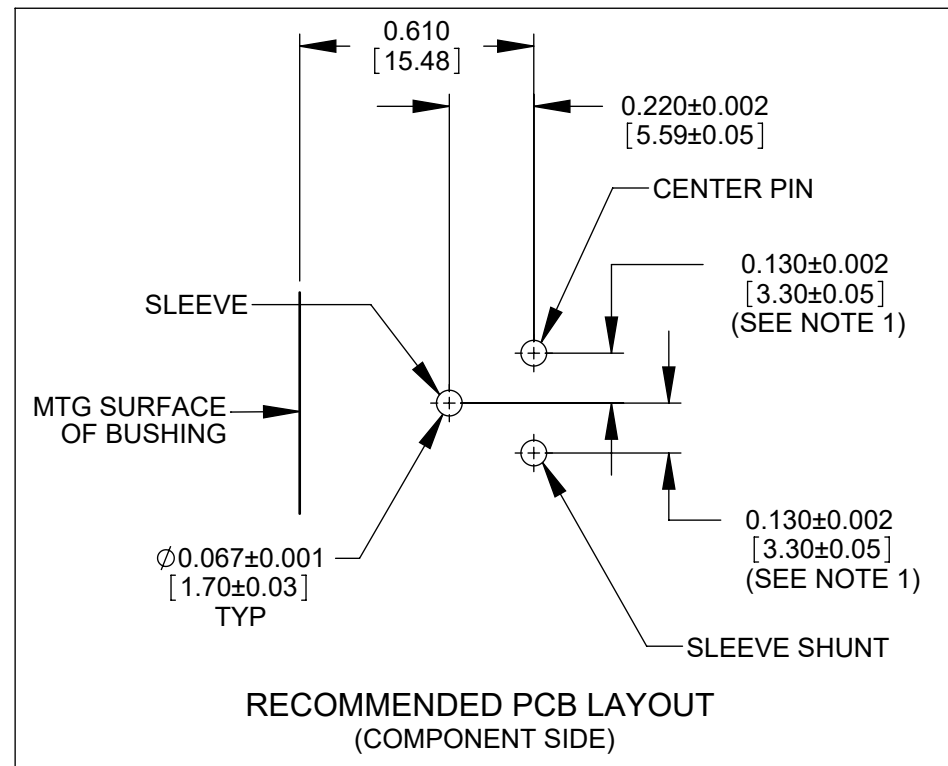 0.610
[15.48]
0.220±0.002
[5.59±0.05]
CENTER PIN
0.130±0.002
[3.30±0.05]
(SEE NOTE 1)
SLEEVE
MTG SURFACE
OF BUSHING
0.130±0.002
[3.30±0.05]
(SEE NOTE 1)
∅0.067±0.001
[1.70±0.03]
TYP
SLEEVE SHUNT
RECOMMENDED PCB LAYOUT
(COMPONENT SIDE)